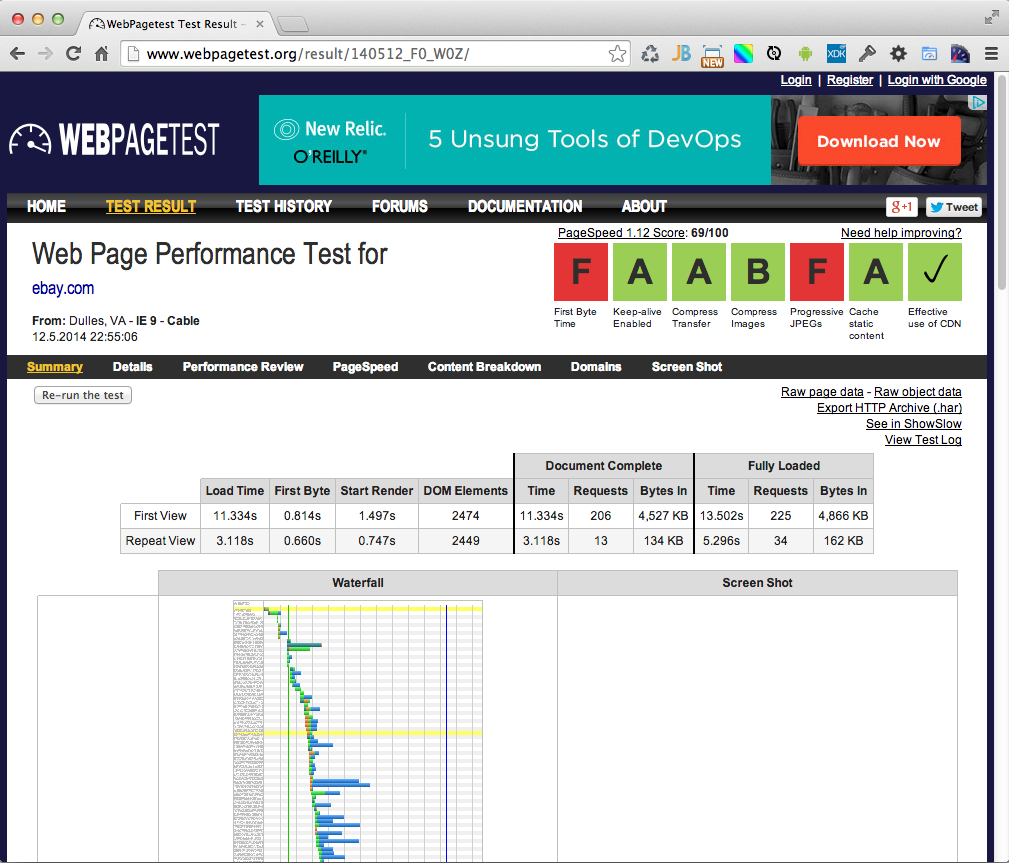 WebPagetest Test Result –
www.webpagetest.org/result/140512_F0_W0Z/
JB
NEW
XDK
Login | Register | Login with Google
WEBPAGETEST
New Relic.
O'REILLY®
5 Unsung Tools of DevOps
Download Now
HOME TEST RESULT TEST HISTORY FORUMS DOCUMENTATION ABOUT
g+1 Tweet
Web Page Performance Test for
ebay.com
From: Dulles, VA - IE 9 - Cable
12.5.2014 22:55:06
PageSpeed 1.12 Score: 69/100
Need help improving?
F A A B F A ✓
First Byte Time
Keep-alive Enabled
Compress Transfer
Compress Images
Progressive JPEGs
Cache static content
Effective use of CDN
Summary Details Performance Review PageSpeed Content Breakdown Domains Screen Shot
Re-run the test
Raw page data - Raw object data
Export HTTP Archive (.har)
See in ShowSlow
View Test Log
Document Complete Fully Loaded
Load Time First Byte Start Render DOM Elements Time Requests Bytes In Time Requests Bytes In
First View 11.334s 0.814s 1.497s 2474 11.334s 206 4,527 KB 13.502s 225 4,866 KB
Repeat View 3.118s 0.660s 0.747s 2449 3.118s 13 134 KB 5.296s 34 162 KB
Waterfall Screen Shot